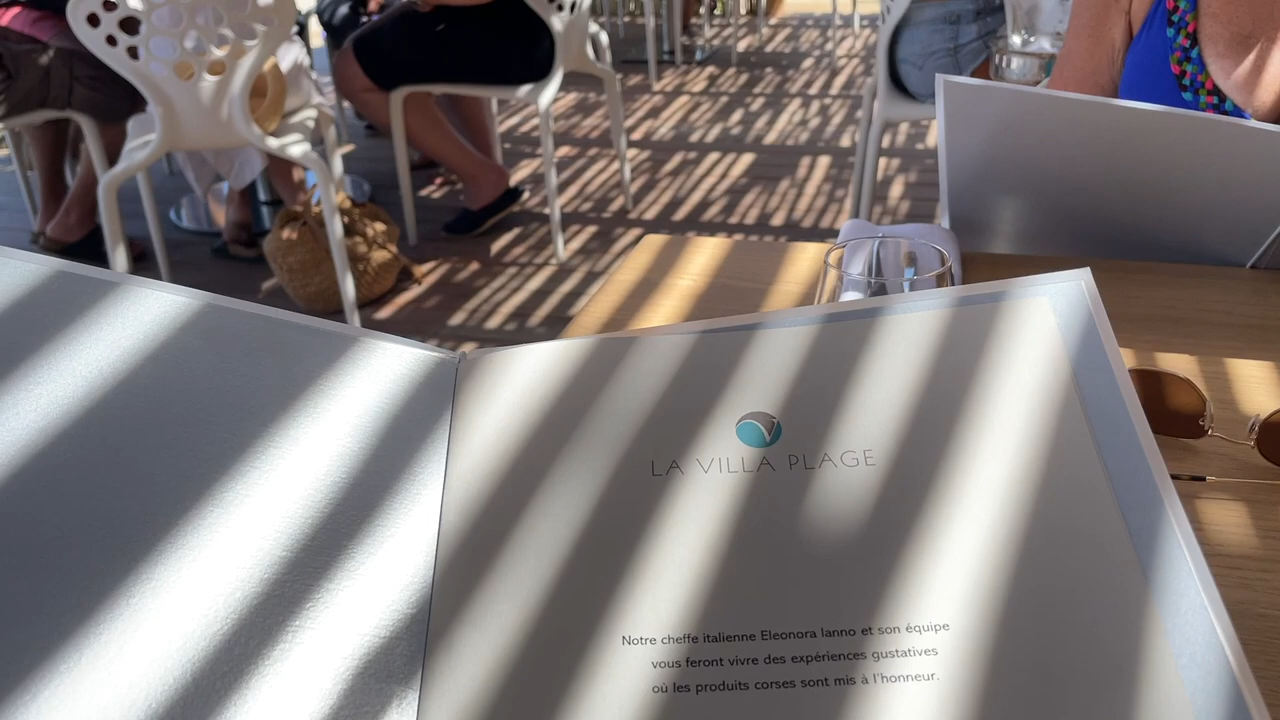 LA VILLA PLAGE
Notre cheffe italienne Eleonora Ianno et son équipe
vous feront vivre des expériences gustatives
où les produits corses sont mis à l'honneur.